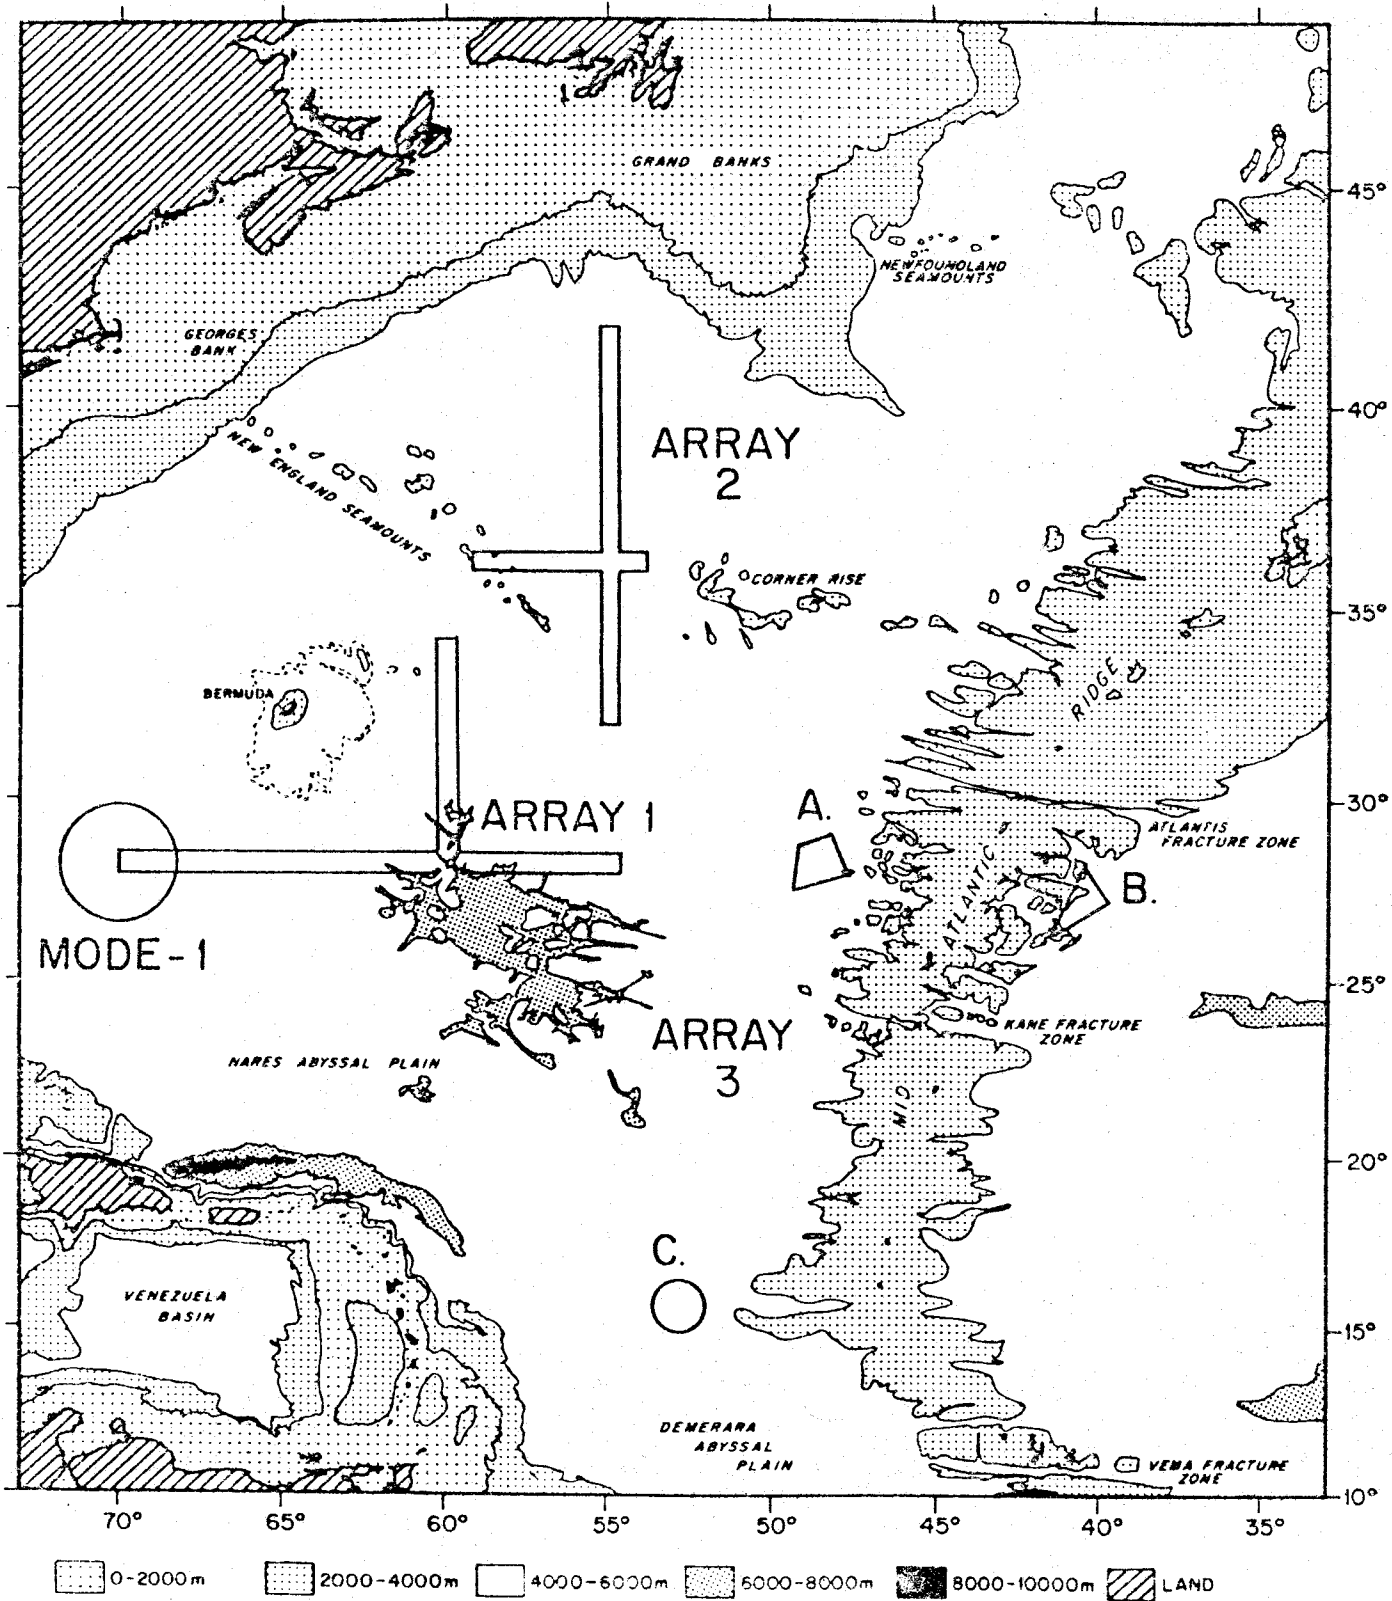 GRAND BANKS
45°
NEWFOUNDLAND
SEAMOUNTS
GEORGES
BANK
40°
NEW ENGLAND SEAMOUNTS
ARRAY
2
CORNER RISE
35°
RIDGE
BERMUDA
30°
A.
ARRAY 1
ATLANTIS
FRACTURE ZONE
ATLANTIC
B.
MODE-1
25°
ARRAY
3
KANE FRACTURE
ZONE
NARES ABYSSAL PLAIN
MID
20°
C.
VENEZUELA
BASIN
15°
DEMERARA
ABYSSAL
PLAIN
VEMA FRACTURE
ZONE
10°
70° 65° 60° 55° 50° 45° 40° 35°
0-2000m 2000-4000m 4000-6000m 6000-8000m 8000-10000m LAND